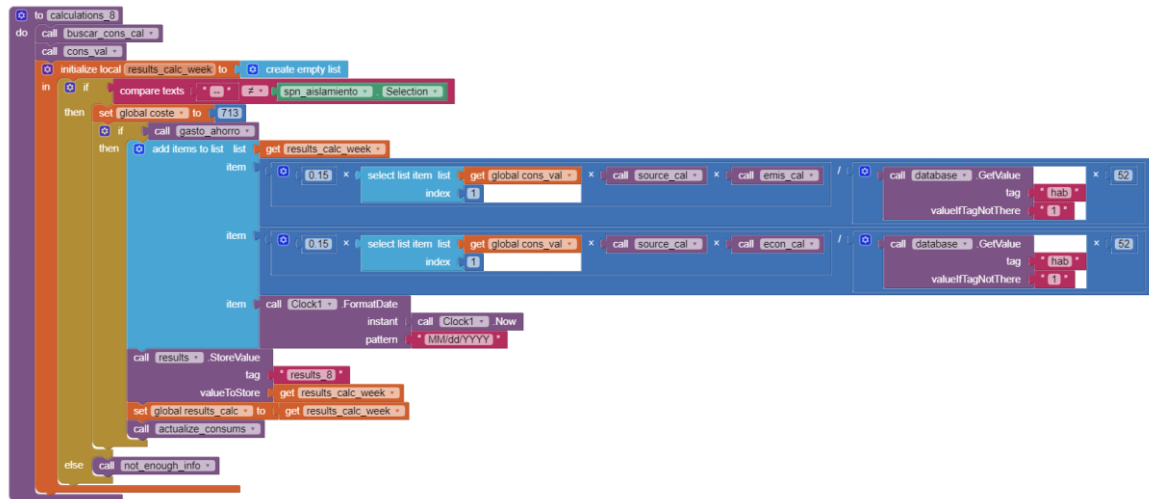 to calculations_8
do call buscar_cons_cal
call cons_val
initialize local results_calc_week to create empty list
in if compare texts " -- " ≠ spn_aislamiento . Selection
then set global coste to 713
if call gasto_ahorro
then add items to list list get results_calc_week
item 0.15 × select list item list get global cons_val × call source_cal × call emis_cal / call database .GetValue × 52
index 1 tag " hab "
valueIfTagNotThere " 1 "
item 0.15 × select list item list get global cons_val × call source_cal × call econ_cal / call database .GetValue × 52
index 1 tag " hab "
valueIfTagNotThere " 1 "
item call Clock1 .FormatDate
instant call Clock1 .Now
pattern " MM/dd/YYYY "
call results .StoreValue
tag " results_8 "
valueToStore get results_calc_week
set global results_calc to get results_calc_week
call actualize_consums
else call not_enough_info